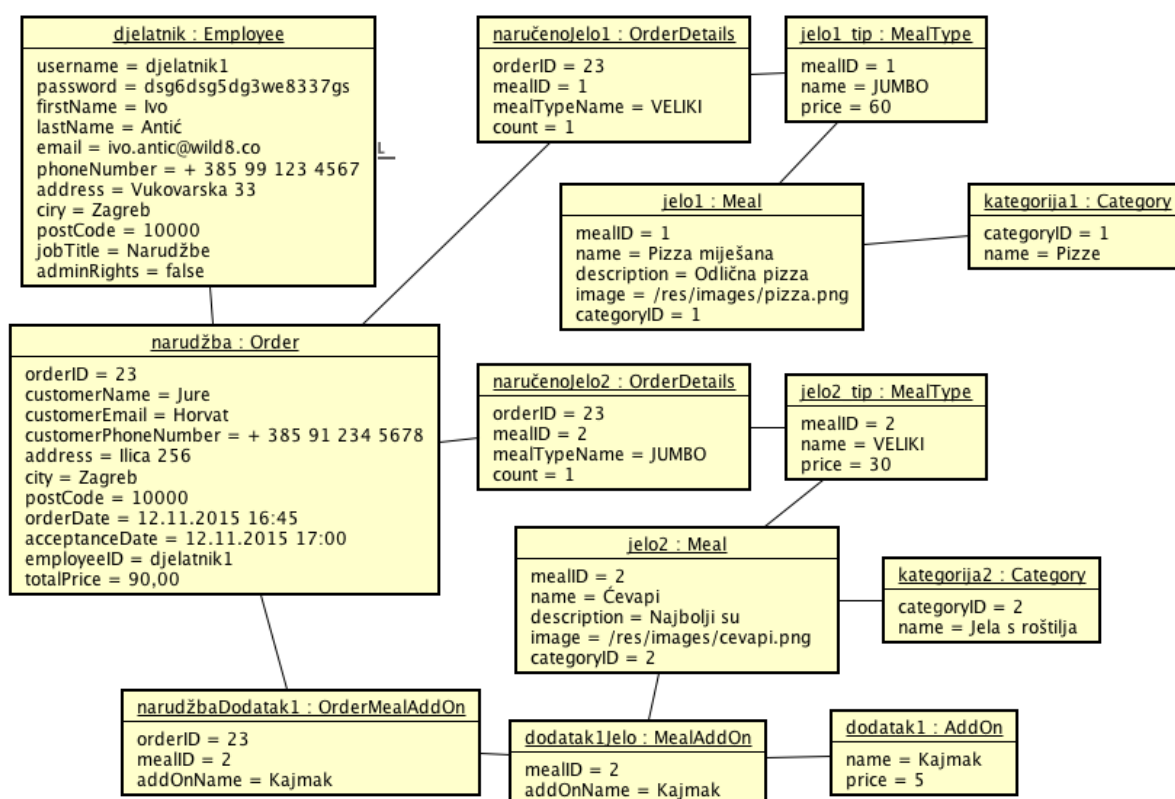 djelatnik : Employee
username = djelatnik1
password = dsg6dsg5dg3we8337gs
firstName = Ivo
lastName = Antić
email = ivo.antic@wild8.co
phoneNumber = + 385 99 123 4567
address = Vukovarska 33
ciry = Zagreb
postCode = 10000
jobTitle = Narudžbe
adminRights = false
L
naručenoJelo1 : OrderDetails
orderID = 23
mealID = 1
mealTypeName = VELIKI
count = 1
jelo1_tip : MealType
mealID = 1
name = JUMBO
price = 60
jelo1 : Meal
mealID = 1
name = Pizza miješana
description = Odlična pizza
image = /res/images/pizza.png
categoryID = 1
kategorija1 : Category
categoryID = 1
name = Pizze
narudžba : Order
orderID = 23
customerName = Jure
customerEmail = Horvat
customerPhoneNumber = + 385 91 234 5678
address = Ilica 256
city = Zagreb
postCode = 10000
orderDate = 12.11.2015 16:45
acceptanceDate = 12.11.2015 17:00
employeeID = djelatnik1
totalPrice = 90,00
naručenoJelo2 : OrderDetails
orderID = 23
mealID = 2
mealTypeName = JUMBO
count = 1
jelo2_tip : MealType
mealID = 2
name = VELIKI
price = 30
jelo2 : Meal
mealID = 2
name = Ćevapi
description = Najbolji su
image = /res/images/cevapi.png
categoryID = 2
kategorija2 : Category
categoryID = 2
name = Jela s roštilja
narudžbaDodatak1 : OrderMealAddOn
orderID = 23
mealID = 2
addOnName = Kajmak
dodatak1Jelo : MealAddOn
mealID = 2
addOnName = Kajmak
dodatak1 : AddOn
name = Kajmak
price = 5